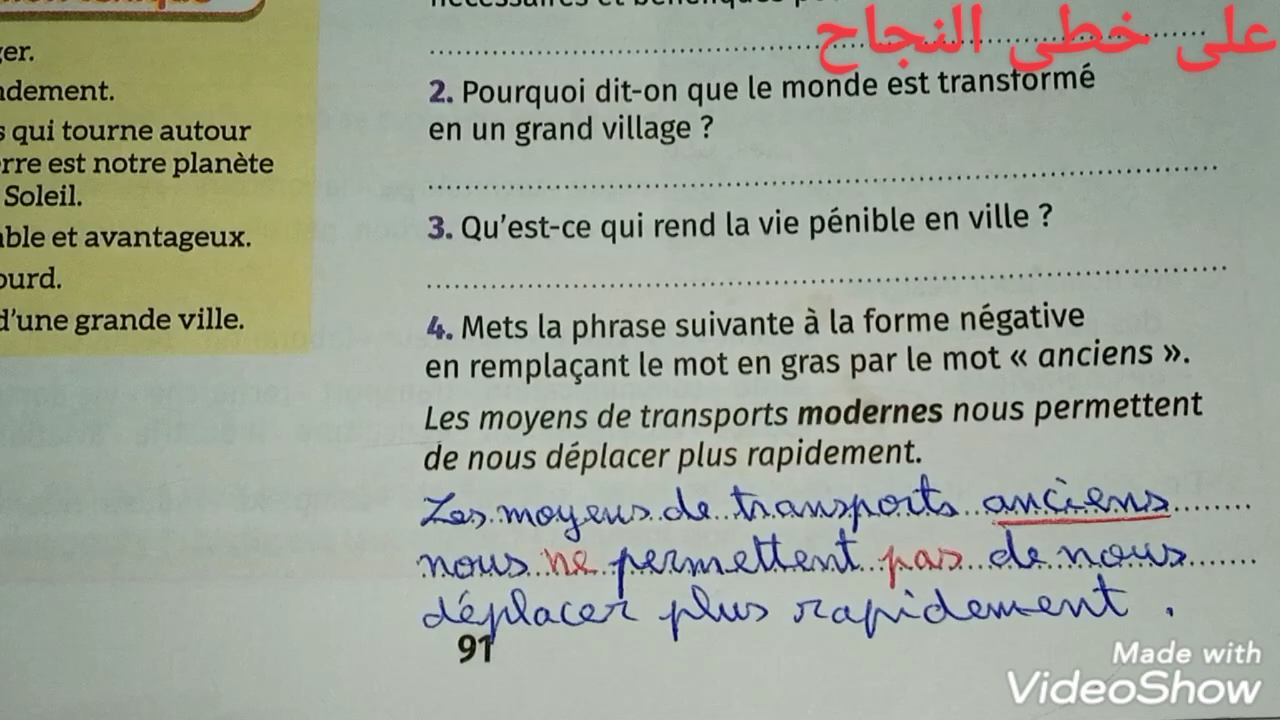 على خطى النجاح
ger.
ndement.
s qui tourne autour
rre est notre planète
Soleil.
able et avantageux.
ourd.
d'une grande ville.
2. Pourquoi dit-on que le monde est transformé
en un grand village ?
3. Qu'est-ce qui rend la vie pénible en ville ?
4. Mets la phrase suivante à la forme négative
en remplaçant le mot en gras par le mot « anciens ».
Les moyens de transports modernes nous permettent
de nous déplacer plus rapidement.
Les moyens de transports anciens
nous ne permettent pas de nous
déplacer plus rapidement.
91
Made with
VideoShow